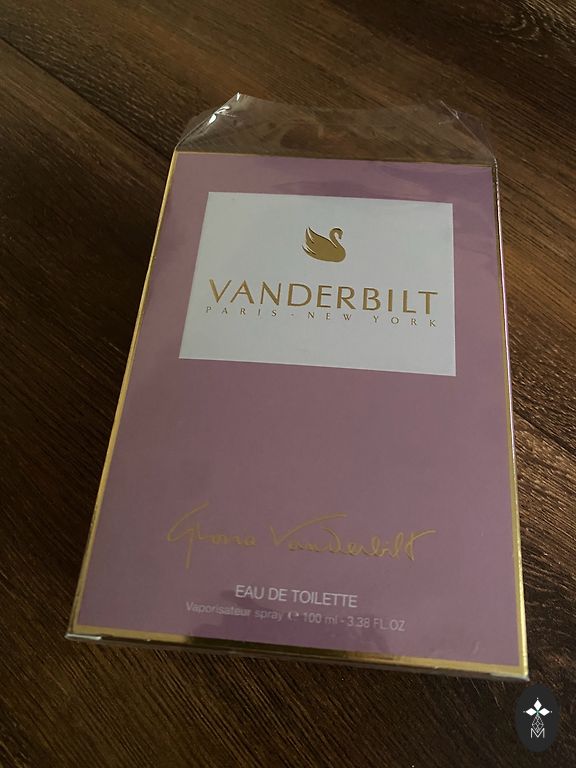 VANDERBILT
PARIS - NEW YORK
Gloria Vanderbilt
EAU DE TOILETTE
Vaporisateur spray ℮ 100 ml - 3.38 FL.OZ
M